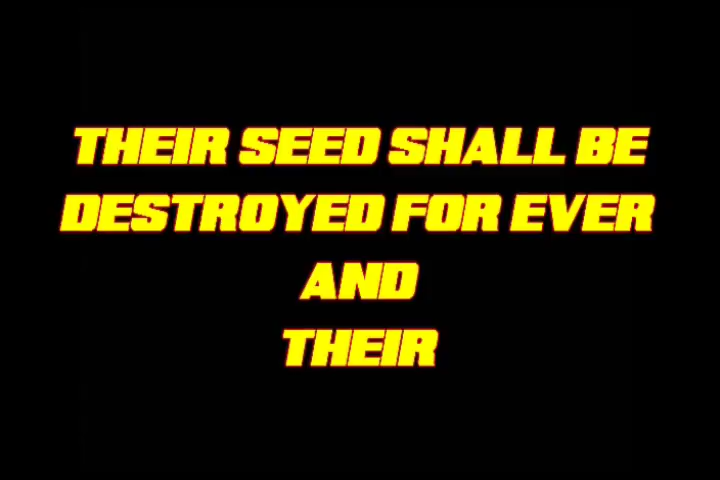 THEIR SEED SHALL BE
DESTROYED FOR EVER
AND
THEIR